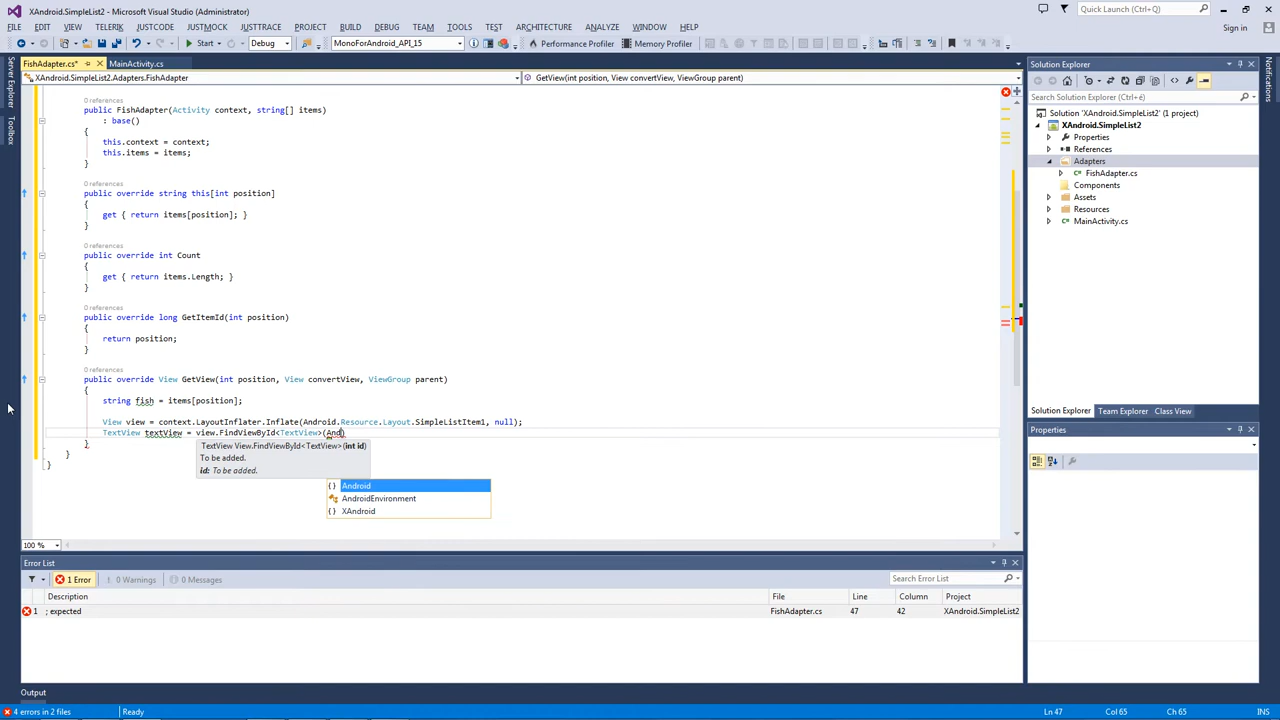 XAndroid.SimpleList2 - Microsoft Visual Studio (Administrator)
Quick Launch (Ctrl+Q)
FILE EDIT VIEW TELERIK JUSTCODE JUSTMOCK JUSTTRACE PROJECT BUILD DEBUG TEAM TOOLS TEST ARCHITECTURE ANALYZE WINDOW HELP
Sign in
Start Debug MonoForAndroid_API_15 Performance Profiler Memory Profiler
Server Explorer
Toolbox
Notifications
FishAdapter.cs* MainActivity.cs
XAndroid.SimpleList2.Adapters.FishAdapter GetView(int position, View convertView, ViewGroup parent)
0 references
public FishAdapter(Activity context, string[] items)
: base()
{
this.context = context;
this.items = items;
}
0 references
public override string this[int position]
{
get { return items[position]; }
}
0 references
public override int Count
{
get { return items.Length; }
}
0 references
public override long GetItemId(int position)
{
return position;
}
0 references
public override View GetView(int position, View convertView, ViewGroup parent)
{
string fish = items[position];
View view = context.LayoutInflater.Inflate(Android.Resource.Layout.SimpleListItem1, null);
TextView textView = view.FindViewById<TextView>(And)
}
}
}
TextView View.FindViewById<TextView>(int id)
To be added.
id: To be added.
Android
AndroidEnvironment
XAndroid
100 %
Solution Explorer
Search Solution Explorer (Ctrl+é)
Solution 'XAndroid.SimpleList2' (1 project)
XAndroid.SimpleList2
Properties
References
Adapters
FishAdapter.cs
Components
Assets
Resources
MainActivity.cs
Solution Explorer Team Explorer Class View
Properties
Error List
1 Error 0 Warnings 0 Messages
Search Error List
Description File Line Column Project
1 ; expected FishAdapter.cs 47 42 XAndroid.SimpleList2
Output
4 errors in 2 files Ready Ln 47 Col 65 Ch 65 INS